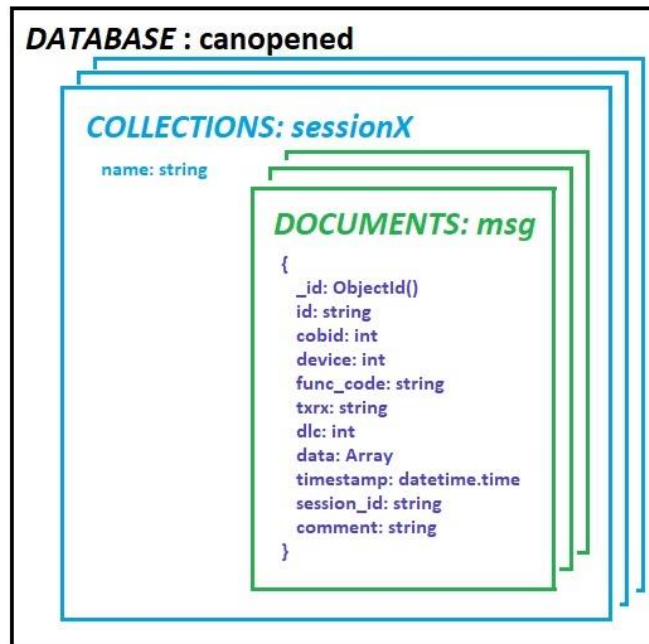 DATABASE : canopened
COLLECTIONS: sessionX
name: string
DOCUMENTS: msg
{
_id: ObjectId()
id: string
cobid: int
device: int
func_code: string
txrx: string
dlc: int
data: Array
timestamp: datetime.time
session_id: string
comment: string
}